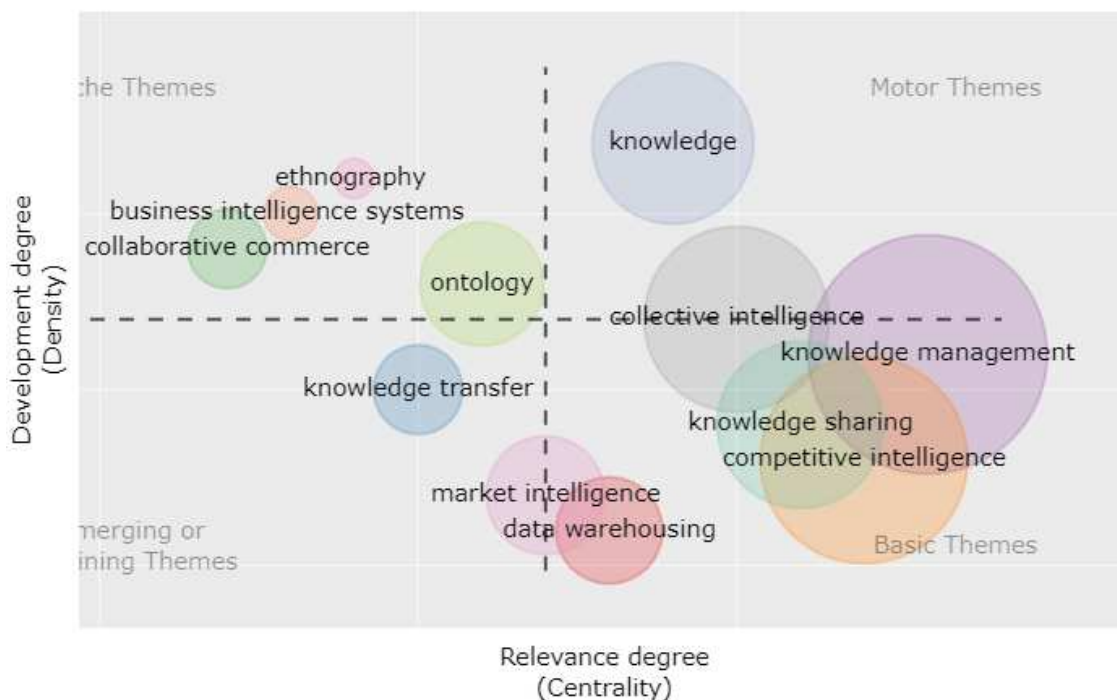 che Themes
Motor Themes
knowledge
ethnography
business intelligence systems
collaborative commerce
ontology
collective intelligence
knowledge management
knowledge transfer
knowledge sharing
competitive intelligence
market intelligence
data warehousing
merging or
ining Themes
Basic Themes
Development degree
(Density)
Relevance degree
(Centrality)